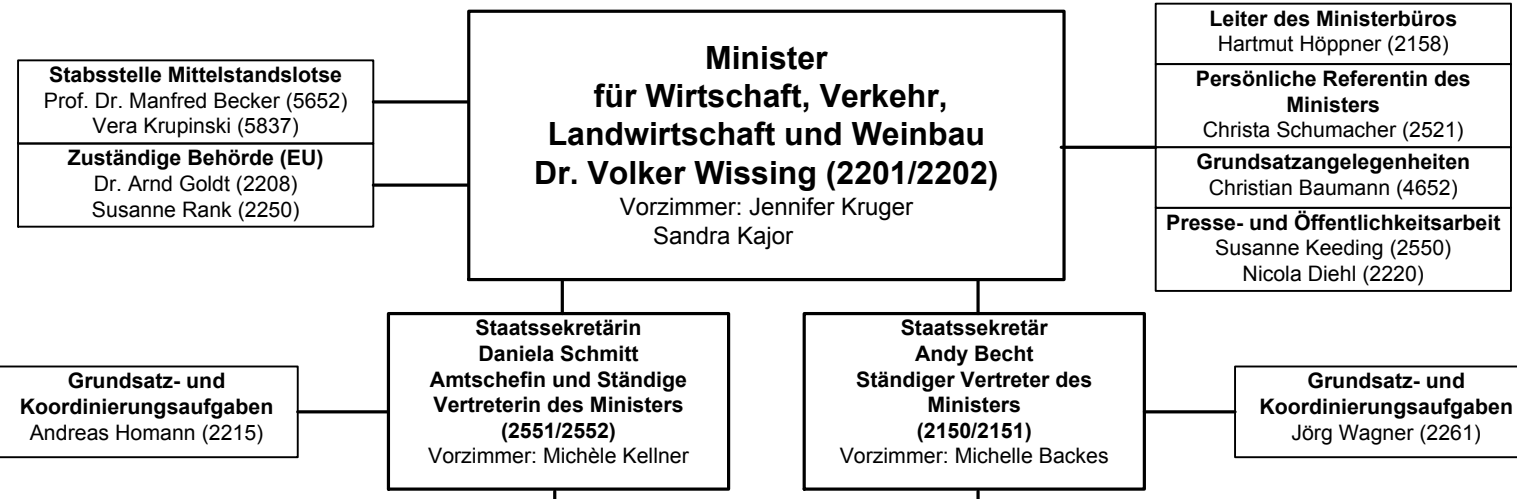 Minister
für Wirtschaft, Verkehr,
Landwirtschaft und Weinbau
Dr. Volker Wissing (2201/2202)
Vorzimmer: Jennifer Kruger
Sandra Kajor
Stabsstelle Mittelstandslotse
Prof. Dr. Manfred Becker (5652)
Vera Krupinski (5837)
Zuständige Behörde (EU)
Dr. Arnd Goldt (2208)
Susanne Rank (2250)
Leiter des Ministerbüros
Hartmut Höppner (2158)
Persönliche Referentin des
Ministers
Christa Schumacher (2521)
Grundsatzangelegenheiten
Christian Baumann (4652)
Presse- und Öffentlichkeitsarbeit
Susanne Keeding (2550)
Nicola Diehl (2220)
Grundsatz- und
Koordinierungsaufgaben
Andreas Homann (2215)
Staatssekretärin
Daniela Schmitt
Amtschefin und Ständige
Vertreterin des Ministers
(2551/2552)
Vorzimmer: Michèle Kellner
Staatssekretär
Andy Becht
Ständiger Vertreter des
Ministers
(2150/2151)
Vorzimmer: Michelle Backes
Grundsatz- und
Koordinierungsaufgaben
Jörg Wagner (2261)